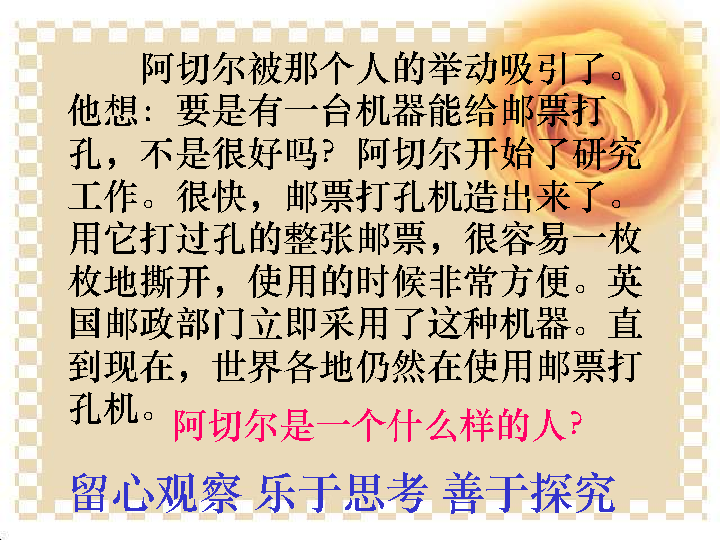 阿切尔被那个人的举动吸引了。
他想：要是有一台机器能给邮票打
孔，不是很好吗？阿切尔开始了研究
工作。很快，邮票打孔机造出来了。
用它打过孔的整张邮票，很容易一枚
枚地撕开，使用的时候非常方便。英
国邮政部门立即采用了这种机器。直
到现在，世界各地仍然在使用邮票打
孔机。
阿切尔是一个什么样的人？
留心观察 乐于思考 善于探究